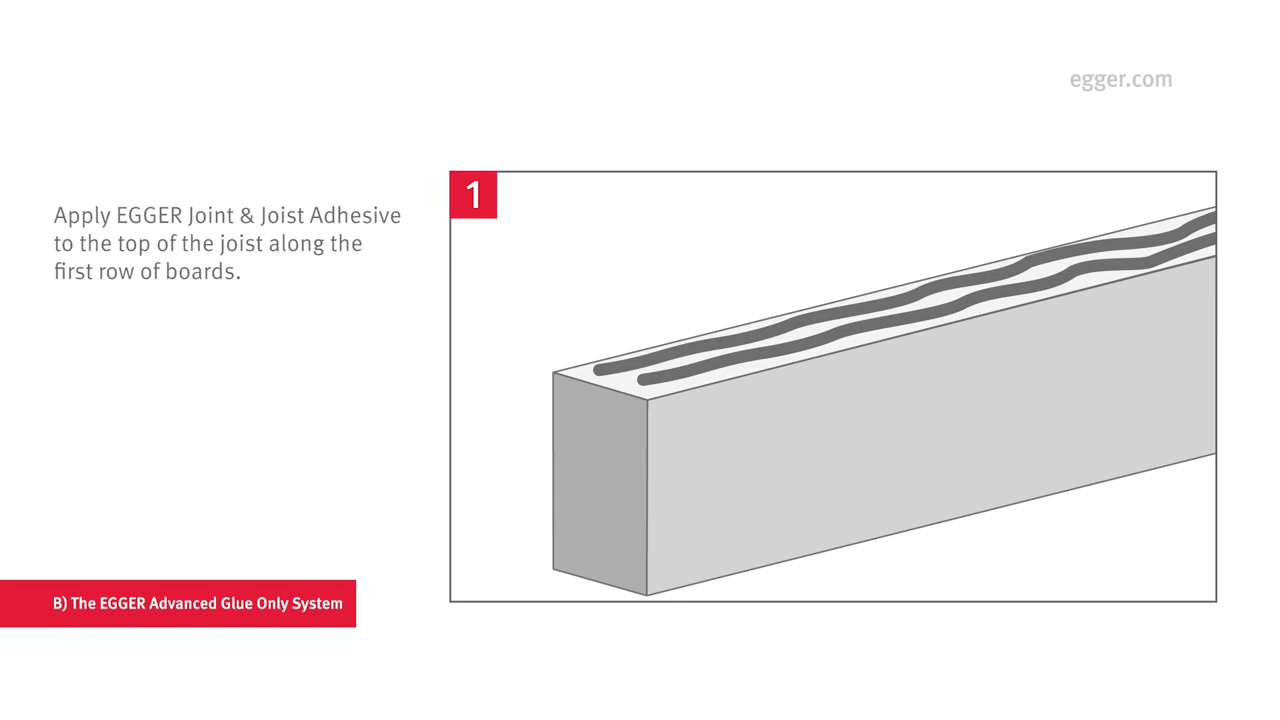 egger.com
1
Apply EGGER Joint & Joist Adhesive
to the top of the joist along the
first row of boards.
B) The EGGER Advanced Glue Only System